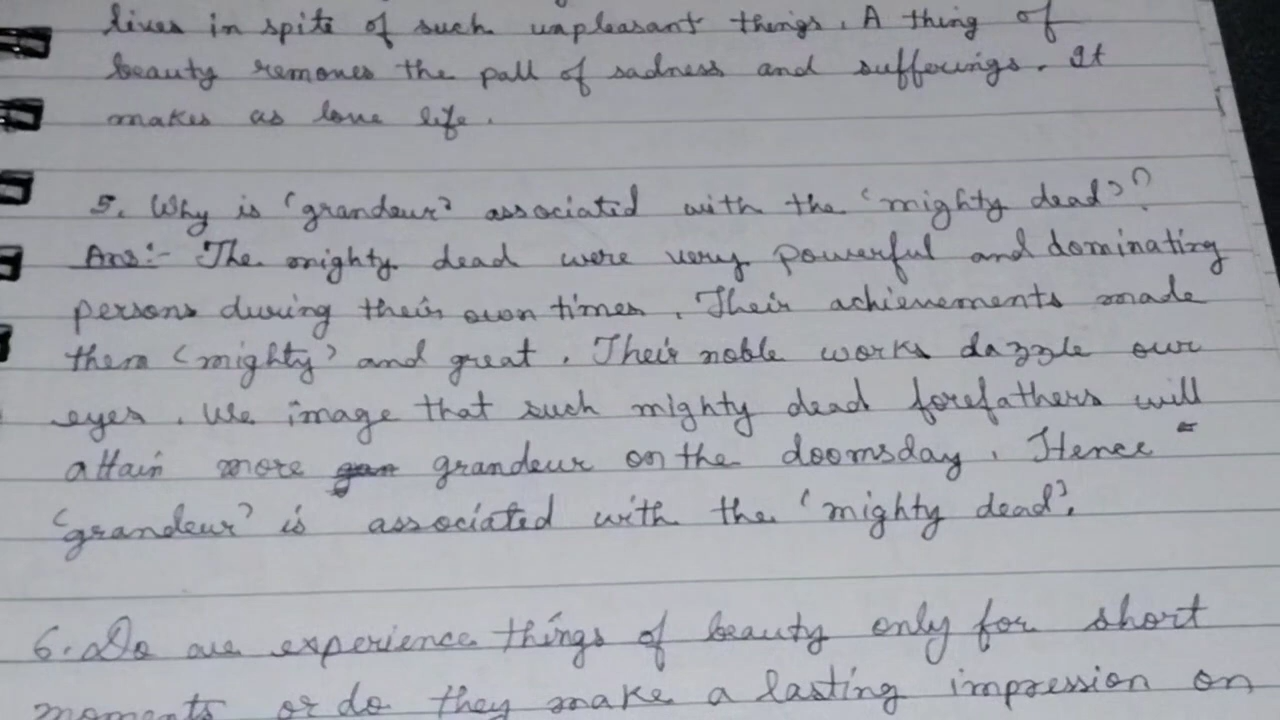 lives in spite of such unpleasant things. A thing of
beauty removes the pall of sadness and sufferings. It
makes as love life.
5. Why is 'grandeur' associated with the 'mighty dead'?
Ans:- The mighty dead were very powerful and dominating
persons during their own times. Their achievements made
them 'mighty' and great. Their noble works dazzle our
eyes. We image that such mighty dead forefathers will
attain more grandeur on the doomsday. Hence
'grandeur' is associated with the 'mighty dead'.
6. Do we experience things of beauty only for short
moments or do they make a lasting impression on